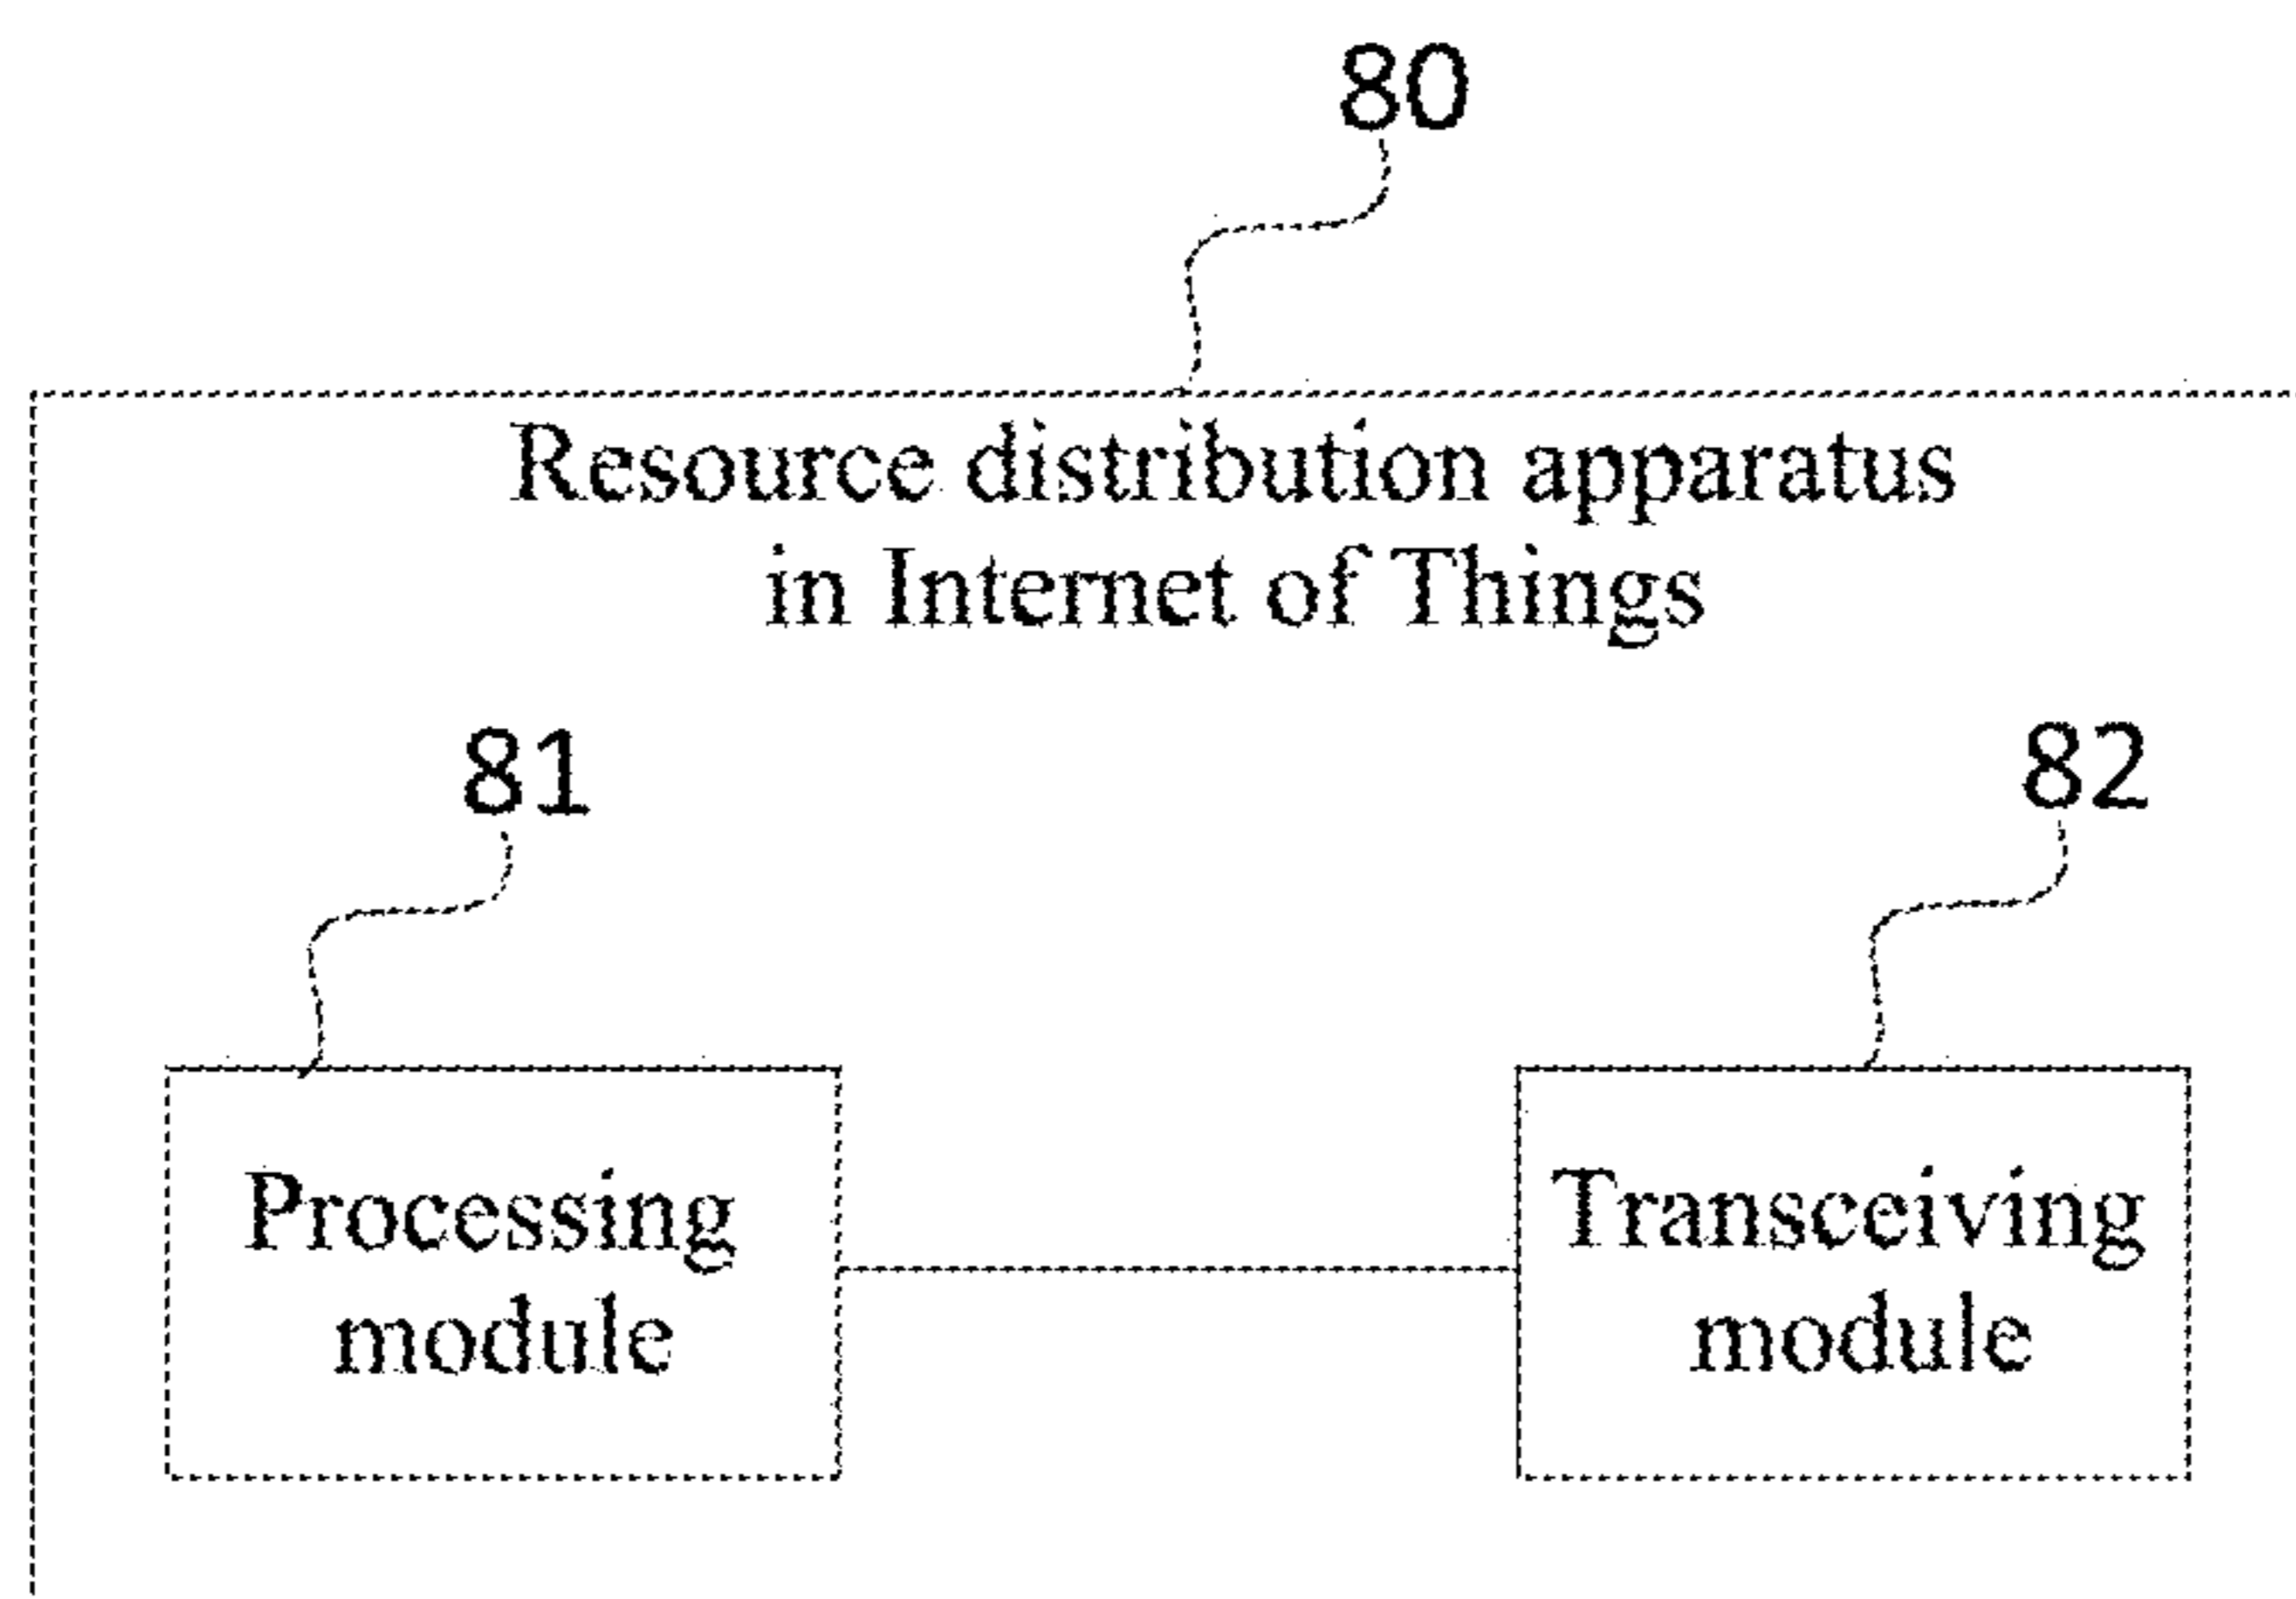 80
Resource distribution apparatus
in Internet of Things
81
82
Processing
module
Transceiving
module